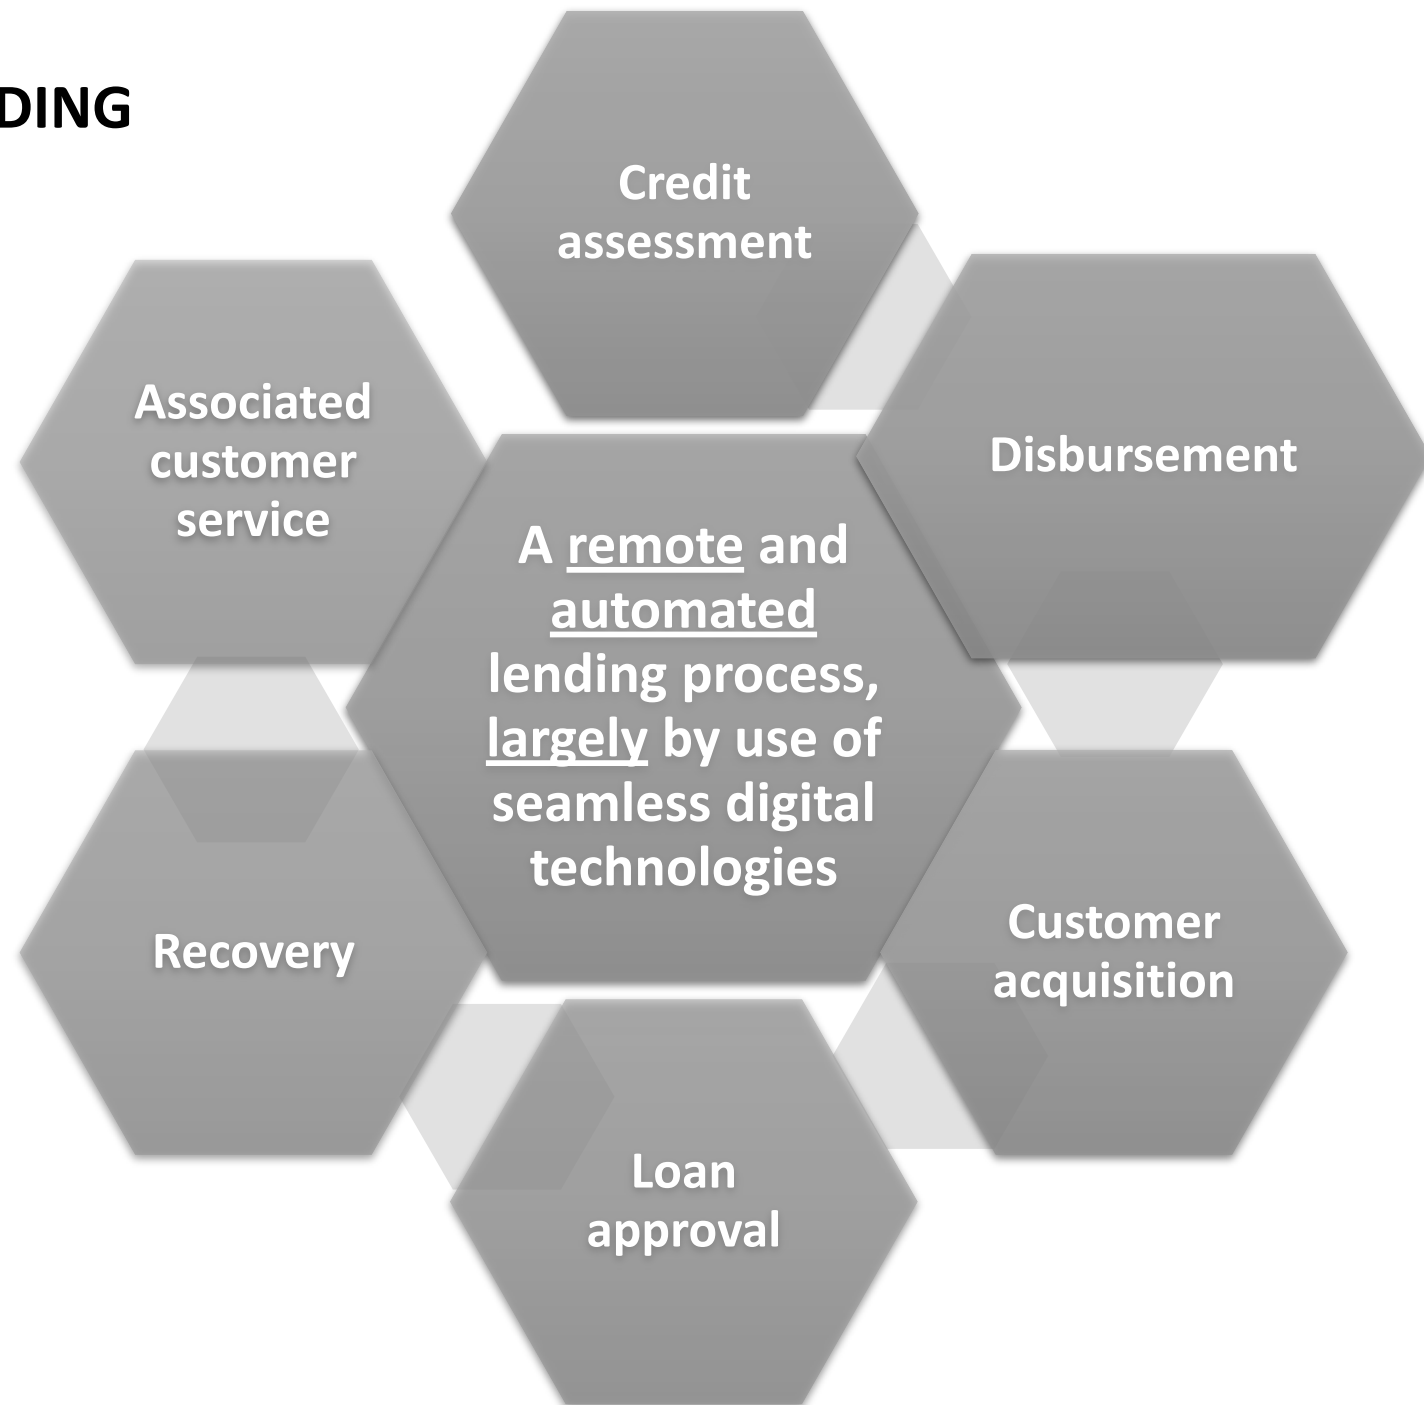 DING
Credit
assessment
Associated
customer
service
Disbursement
A remote and
automated
lending process,
largely by use of
seamless digital
technologies
Customer
acquisition
Recovery
Loan
approval